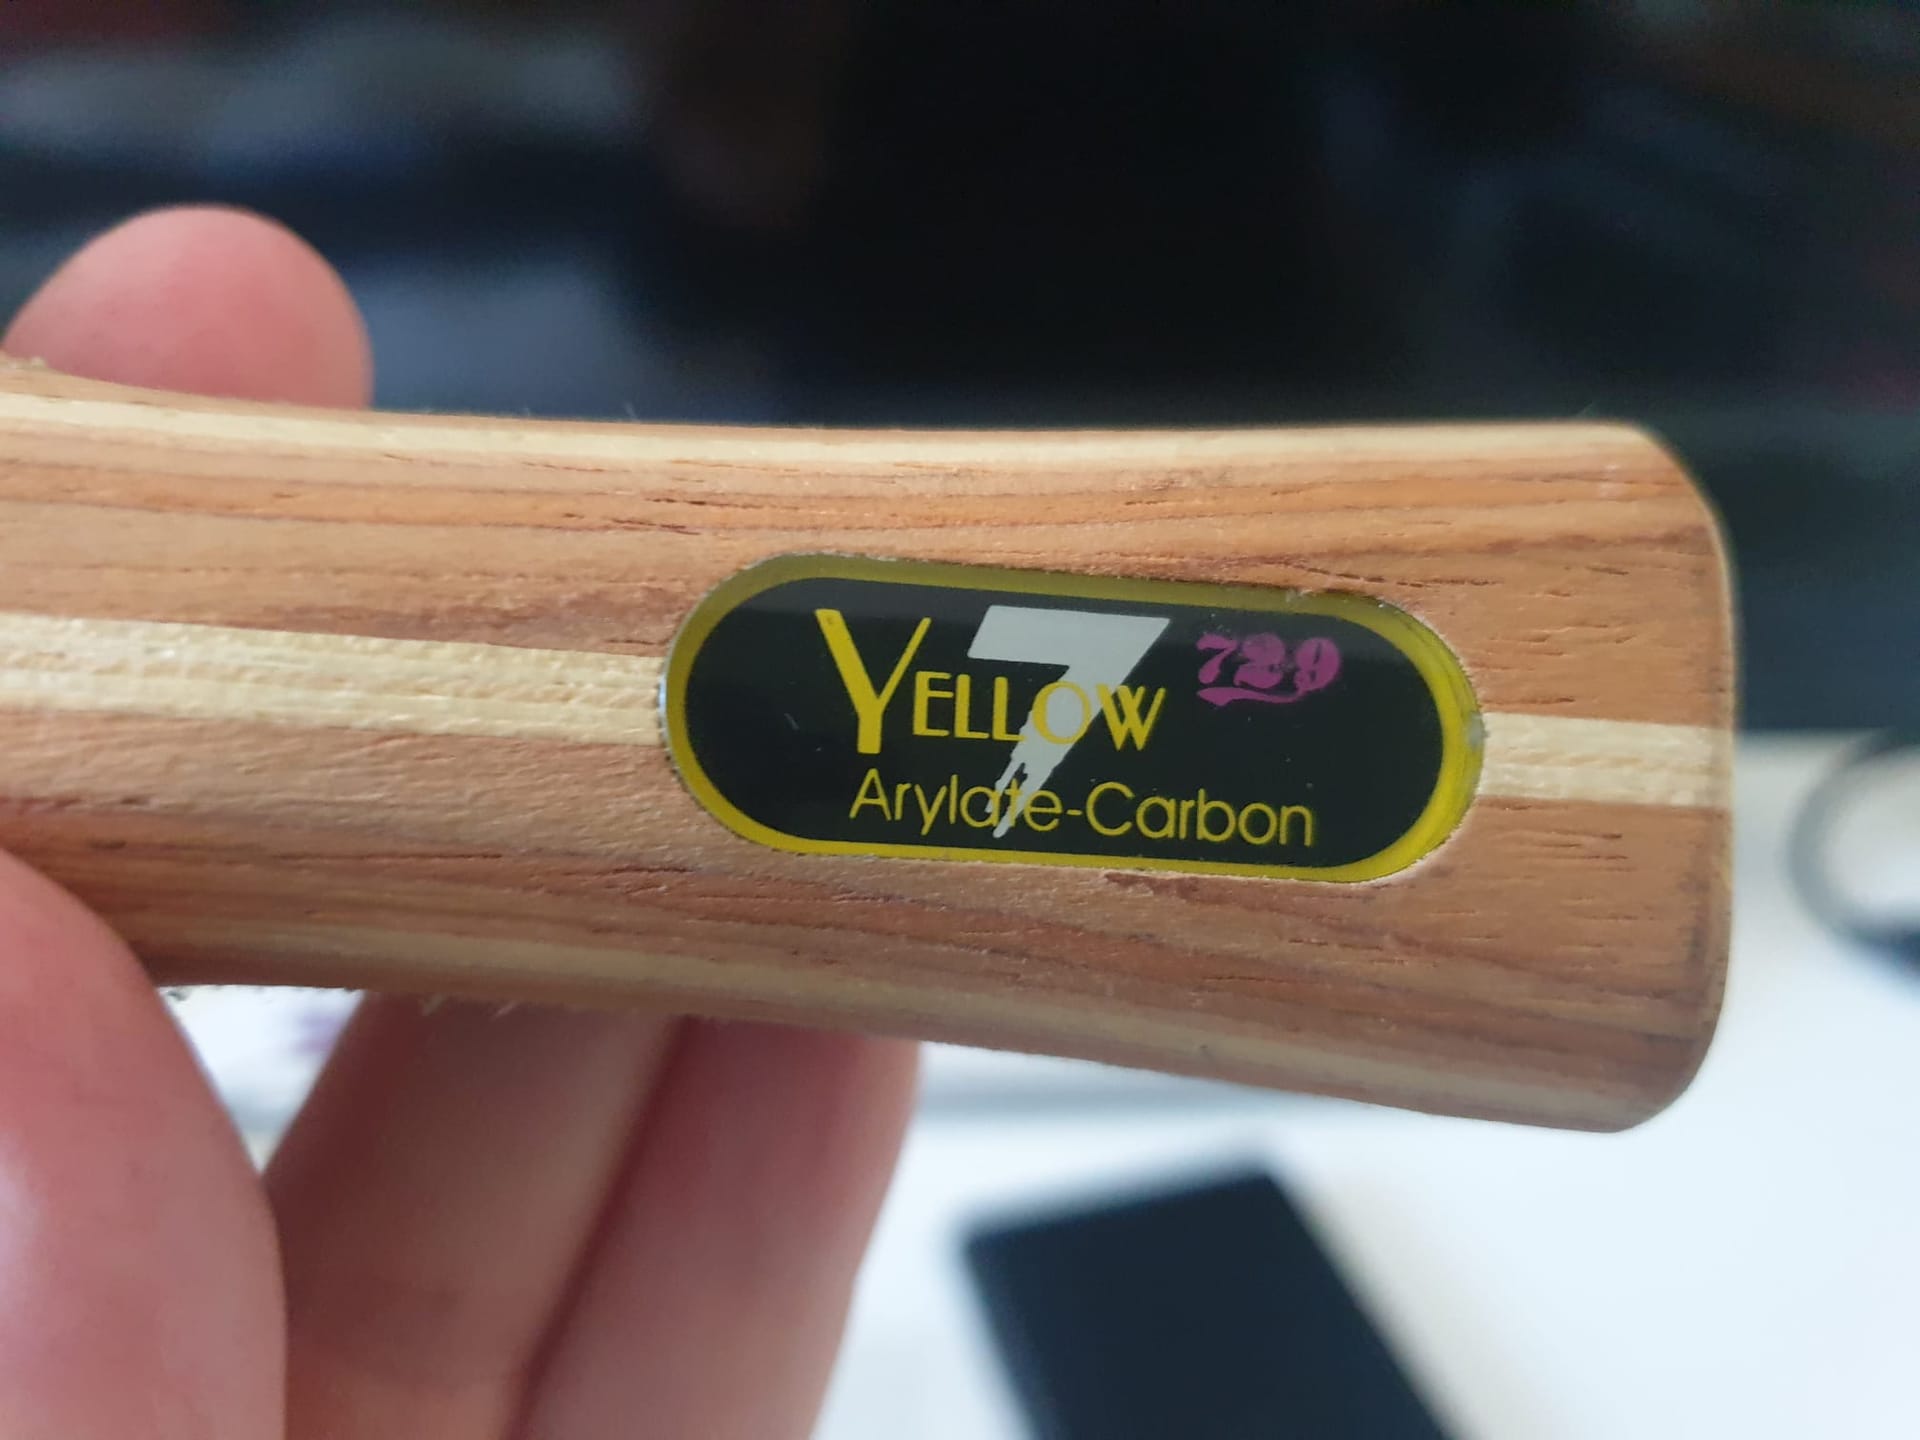 YELLOW 7 729
Arylate-Carbon